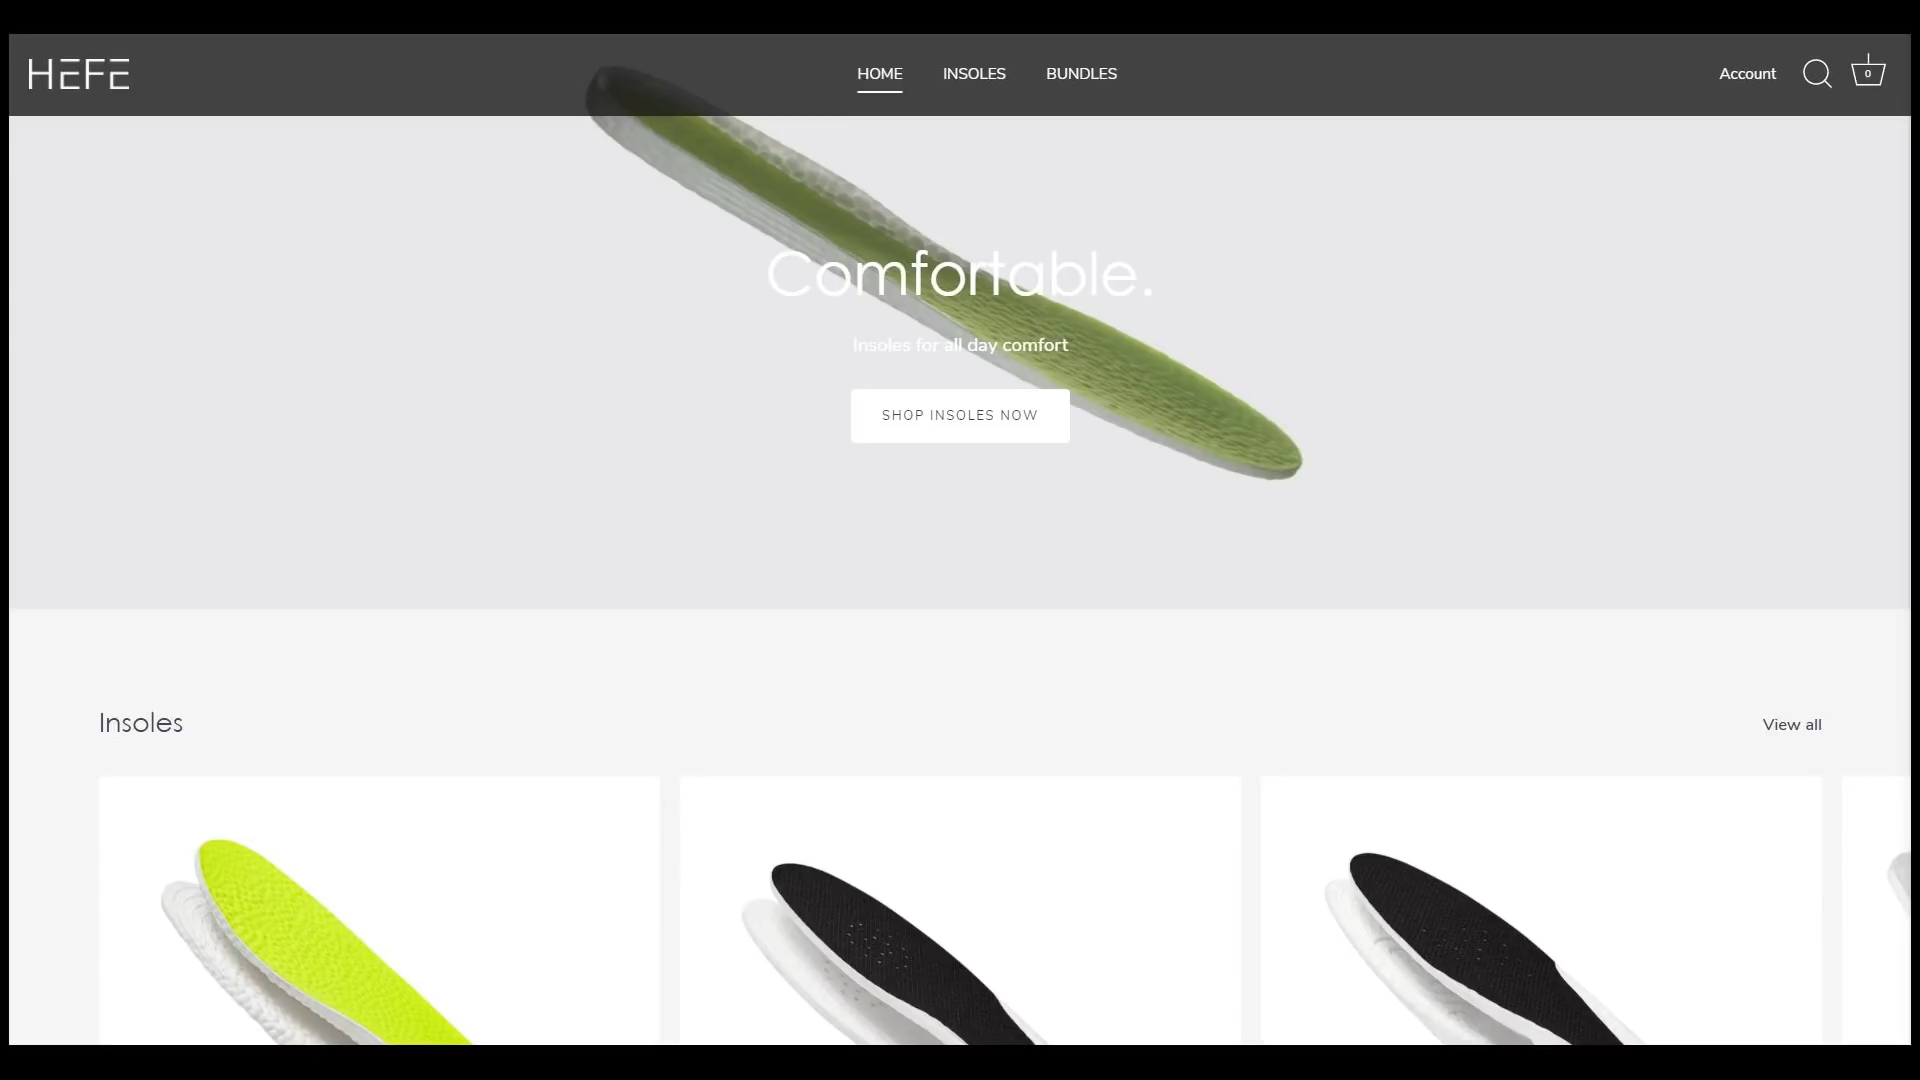 HEFE
HOME INSOLES BUNDLES
Account
0
Comfortable.
Insoles for all day comfort
SHOP INSOLES NOW
Insoles
View all